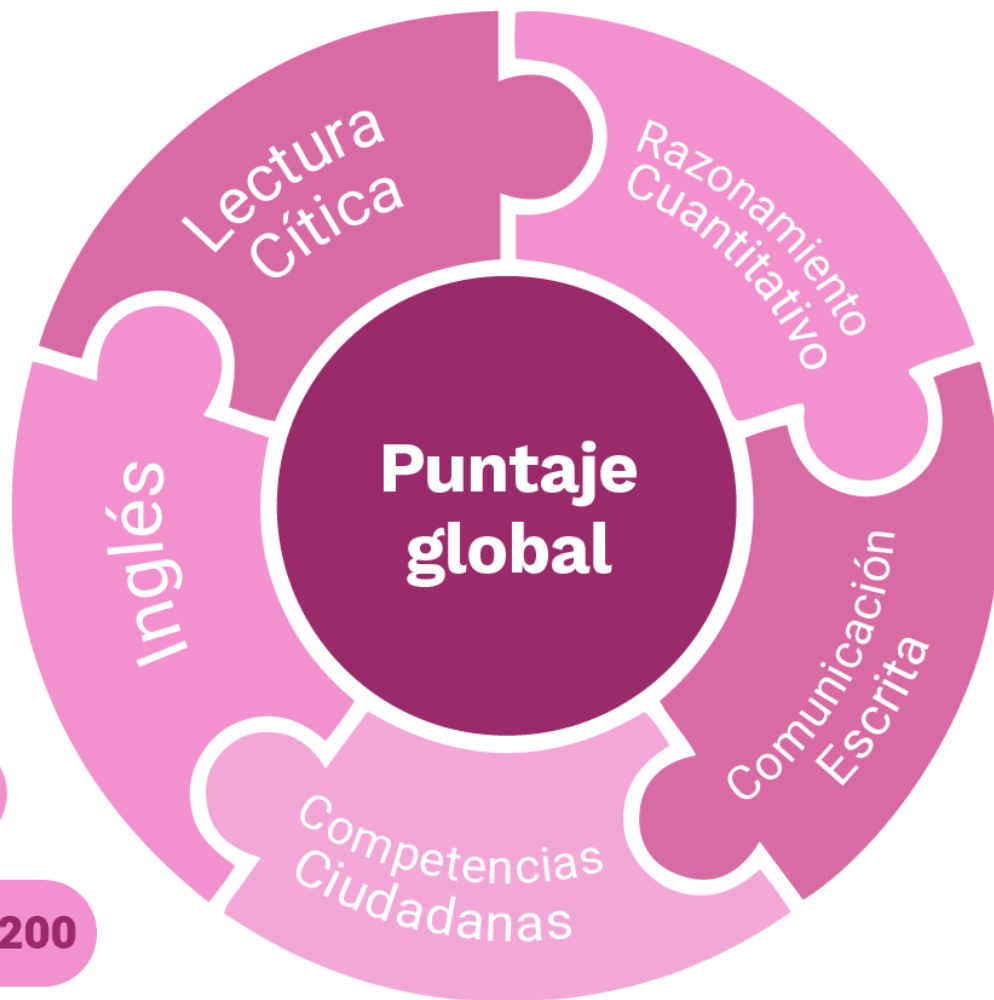 Lectura
Cítica
Razonamiento
Cuantitativo
Puntaje
global
Inglés
Comunicación
Escrita
Competencias
Ciudadanas
200